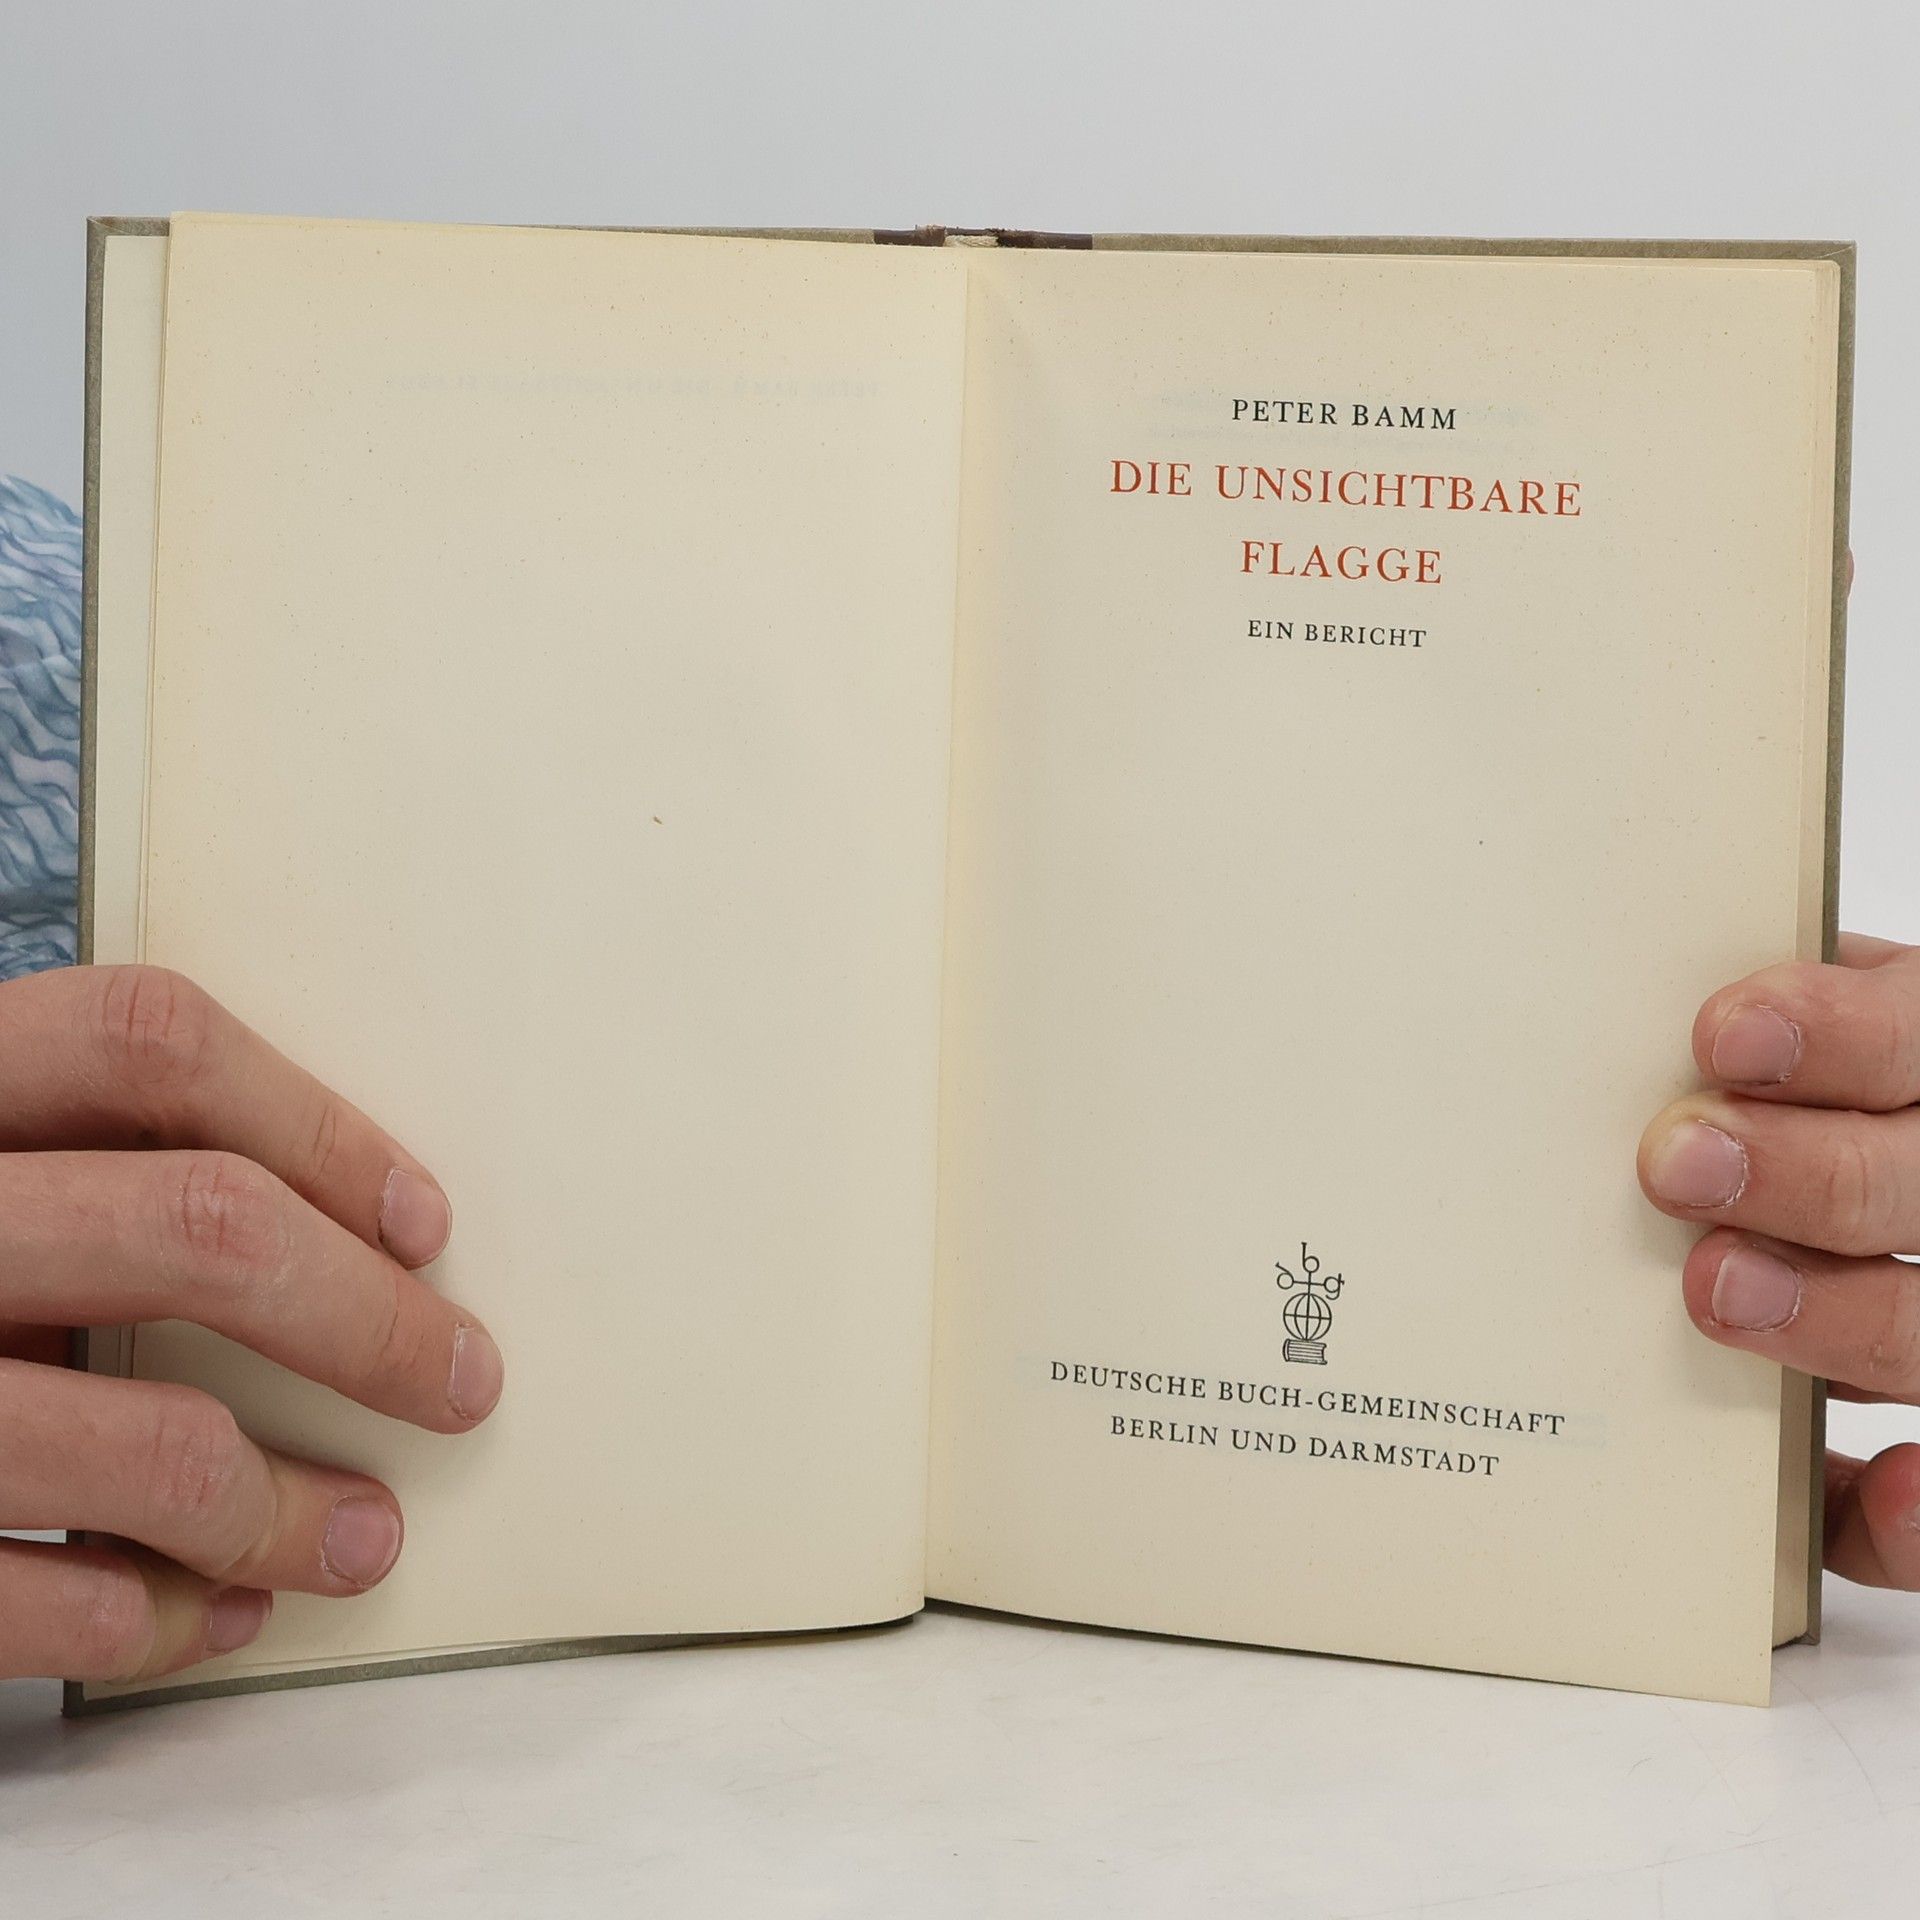 PETER BAMM
DIE UNSICHTBARE
FLAGGE
EIN BERICHT
dbg
DEUTSCHE BUCH-GEMEINSCHAFT
BERLIN UND DARMSTADT